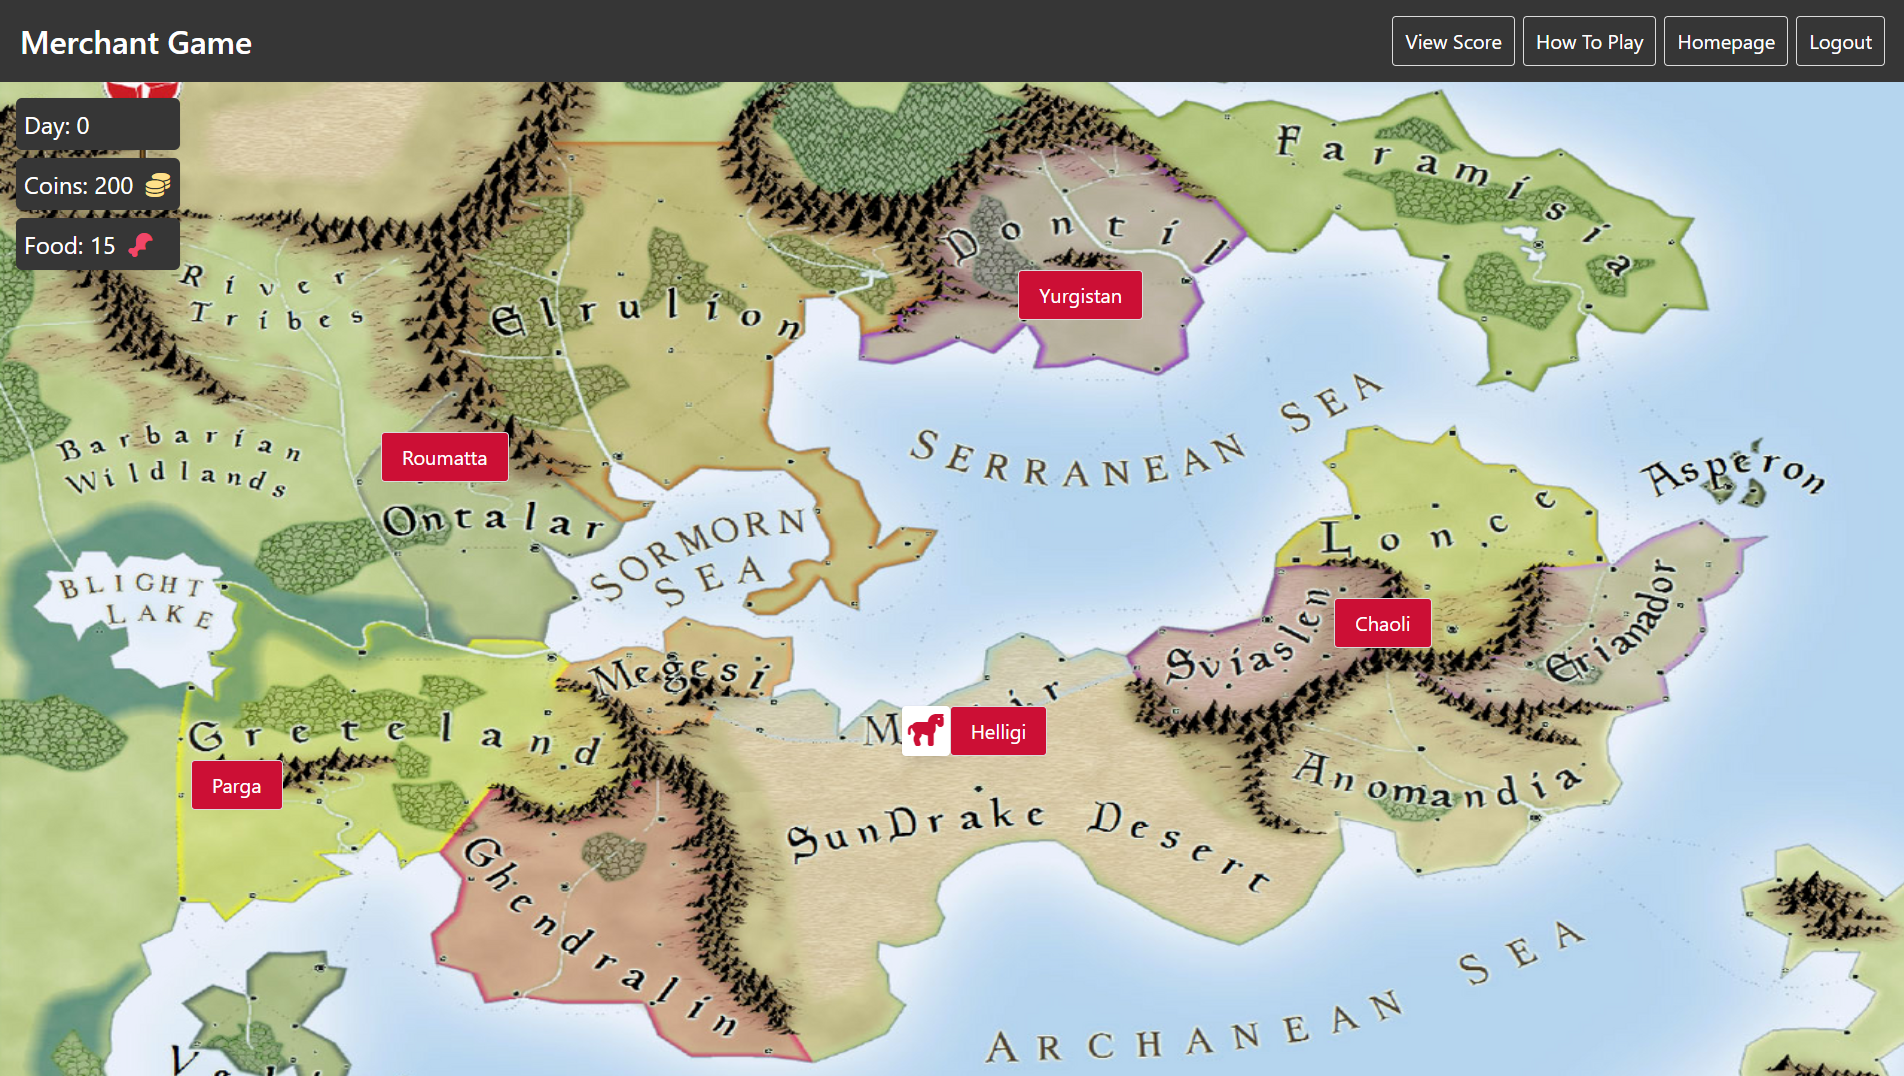 Merchant Game
View Score
How To Play
Homepage
Logout
Day: 0
Coins: 200
Food: 15
River
Tribes
Elrulion
Dontil
Faramisia
Yurgistan
Barbarian
Wildlands
Roumatta
Ontalar
SERRANEAN SEA
Asperon
Lonce
SORMORN
SEA
BLIGHT
LAKE
Sviaslen
Chaoli
Erianador
Megesi
Greteland
Helligi
Parga
Anomandia
SunDrake Desert
Ghendralin
ARCHANEAN SEA